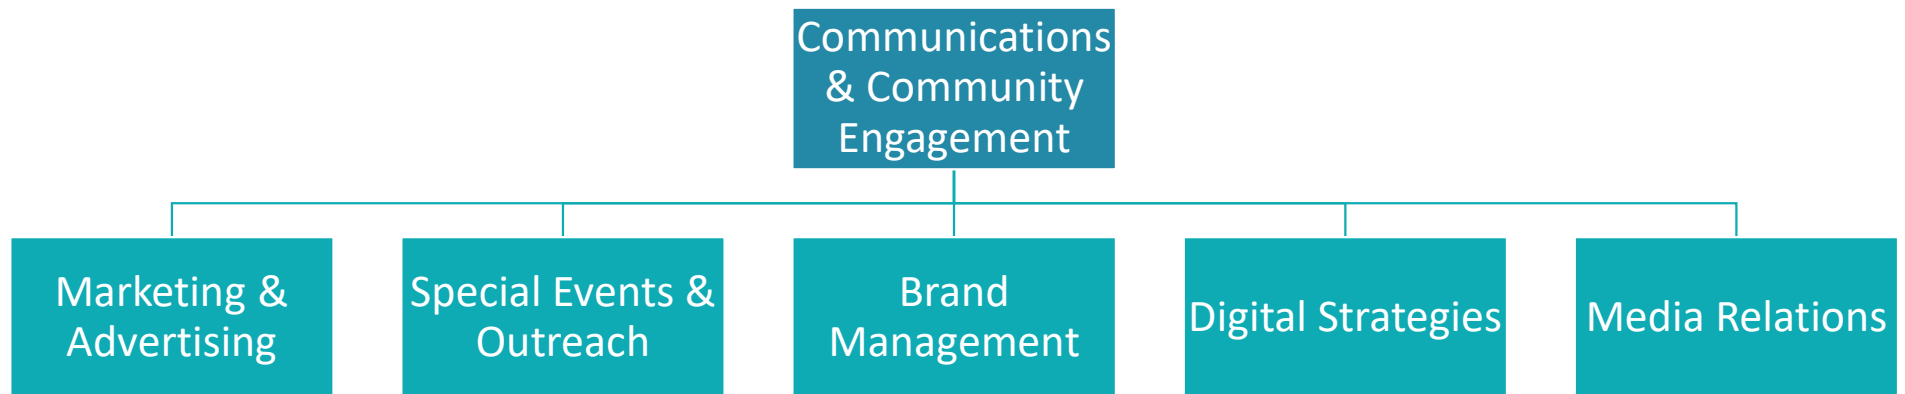 Communications
& Community
Engagement
Marketing &
Advertising
Special Events &
Outreach
Brand
Management
Digital Strategies
Media Relations